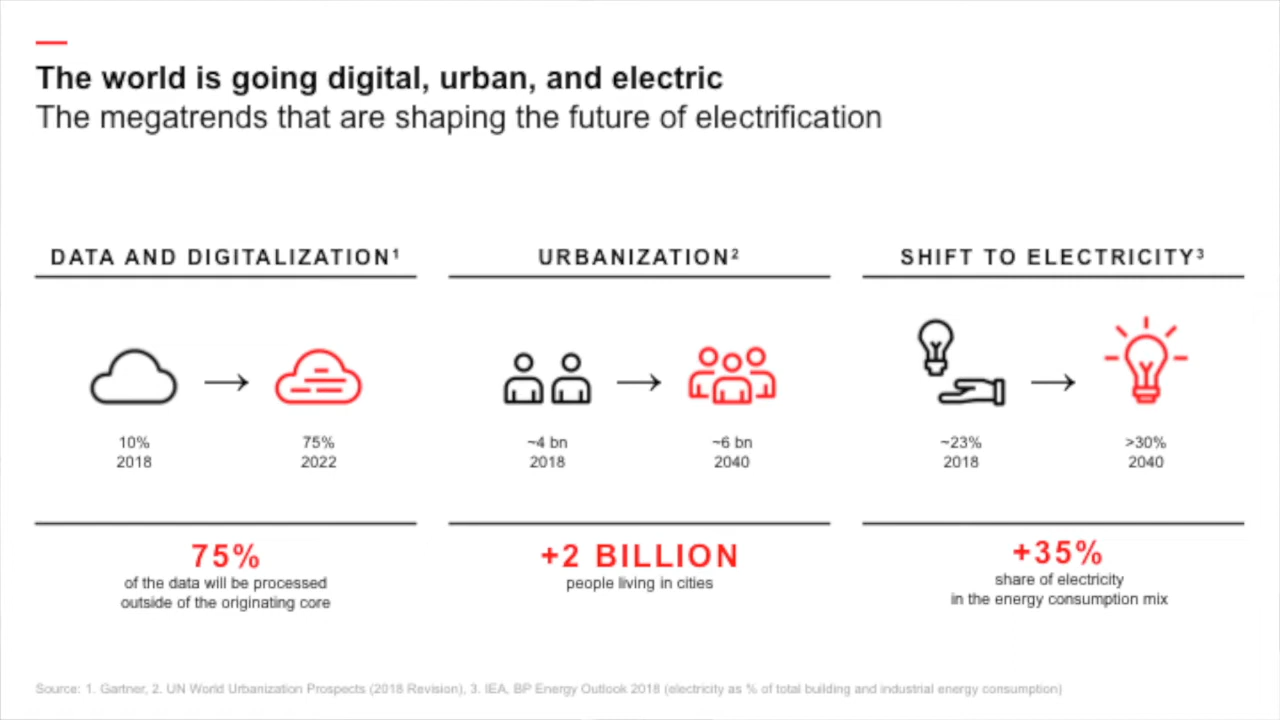 The world is going digital, urban, and electric
The megatrends that are shaping the future of electrification
DATA AND DIGITALIZATION¹
10%
2018
75%
2022
75%
of the data will be processed
outside of the originating core
URBANIZATION²
~4 bn
2018
~6 bn
2040
+2 BILLION
people living in cities
SHIFT TO ELECTRICITY³
~23%
2018
>30%
2040
+35%
share of electricity
in the energy consumption mix
Source: 1. Gartner, 2. UN World Urbanization Prospects (2018 Revision), 3. IEA, BP Energy Outlook 2018 (electricity as % of total building and industrial energy consumption)